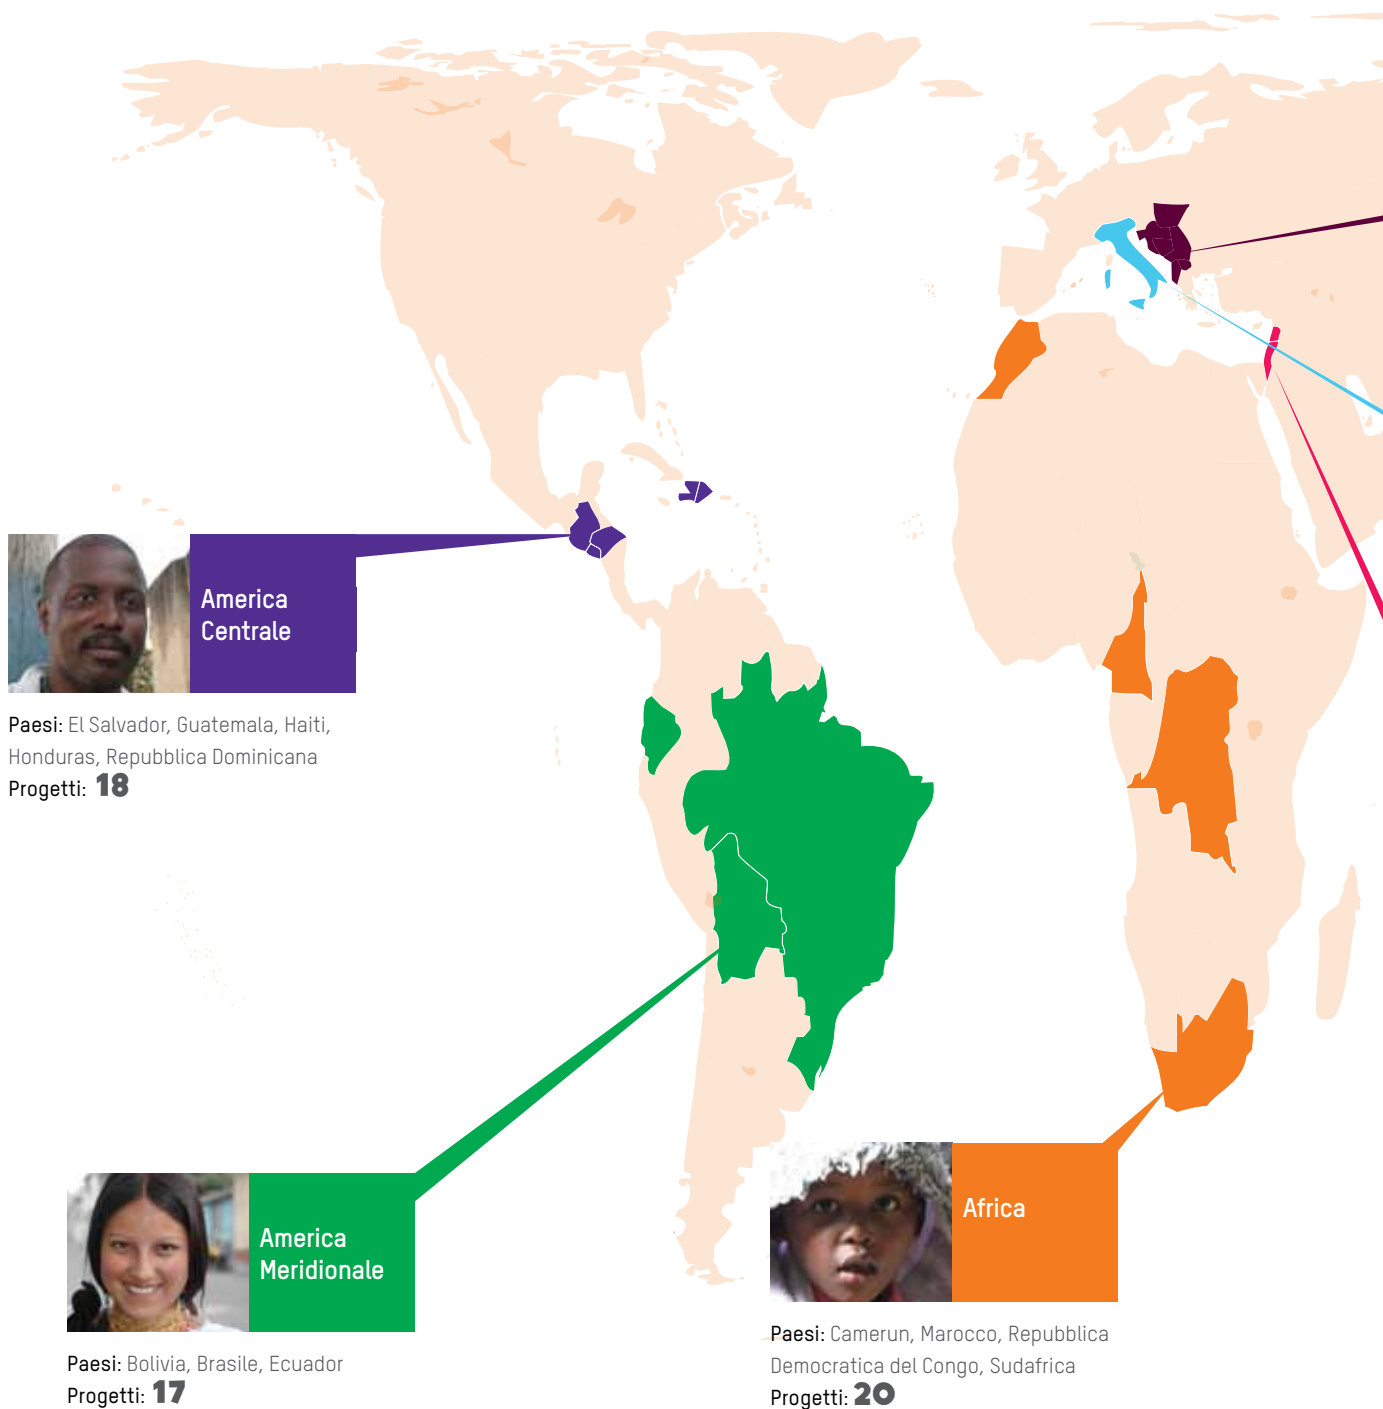 America
Centrale
Paesi: El Salvador, Guatemala, Haiti,
Honduras, Repubblica Dominicana
Progetti: 18
America
Meridionale
Paesi: Bolivia, Brasile, Ecuador
Progetti: 17
Africa
Paesi: Camerun, Marocco, Repubblica
Democratica del Congo, Sudafrica
Progetti: 20